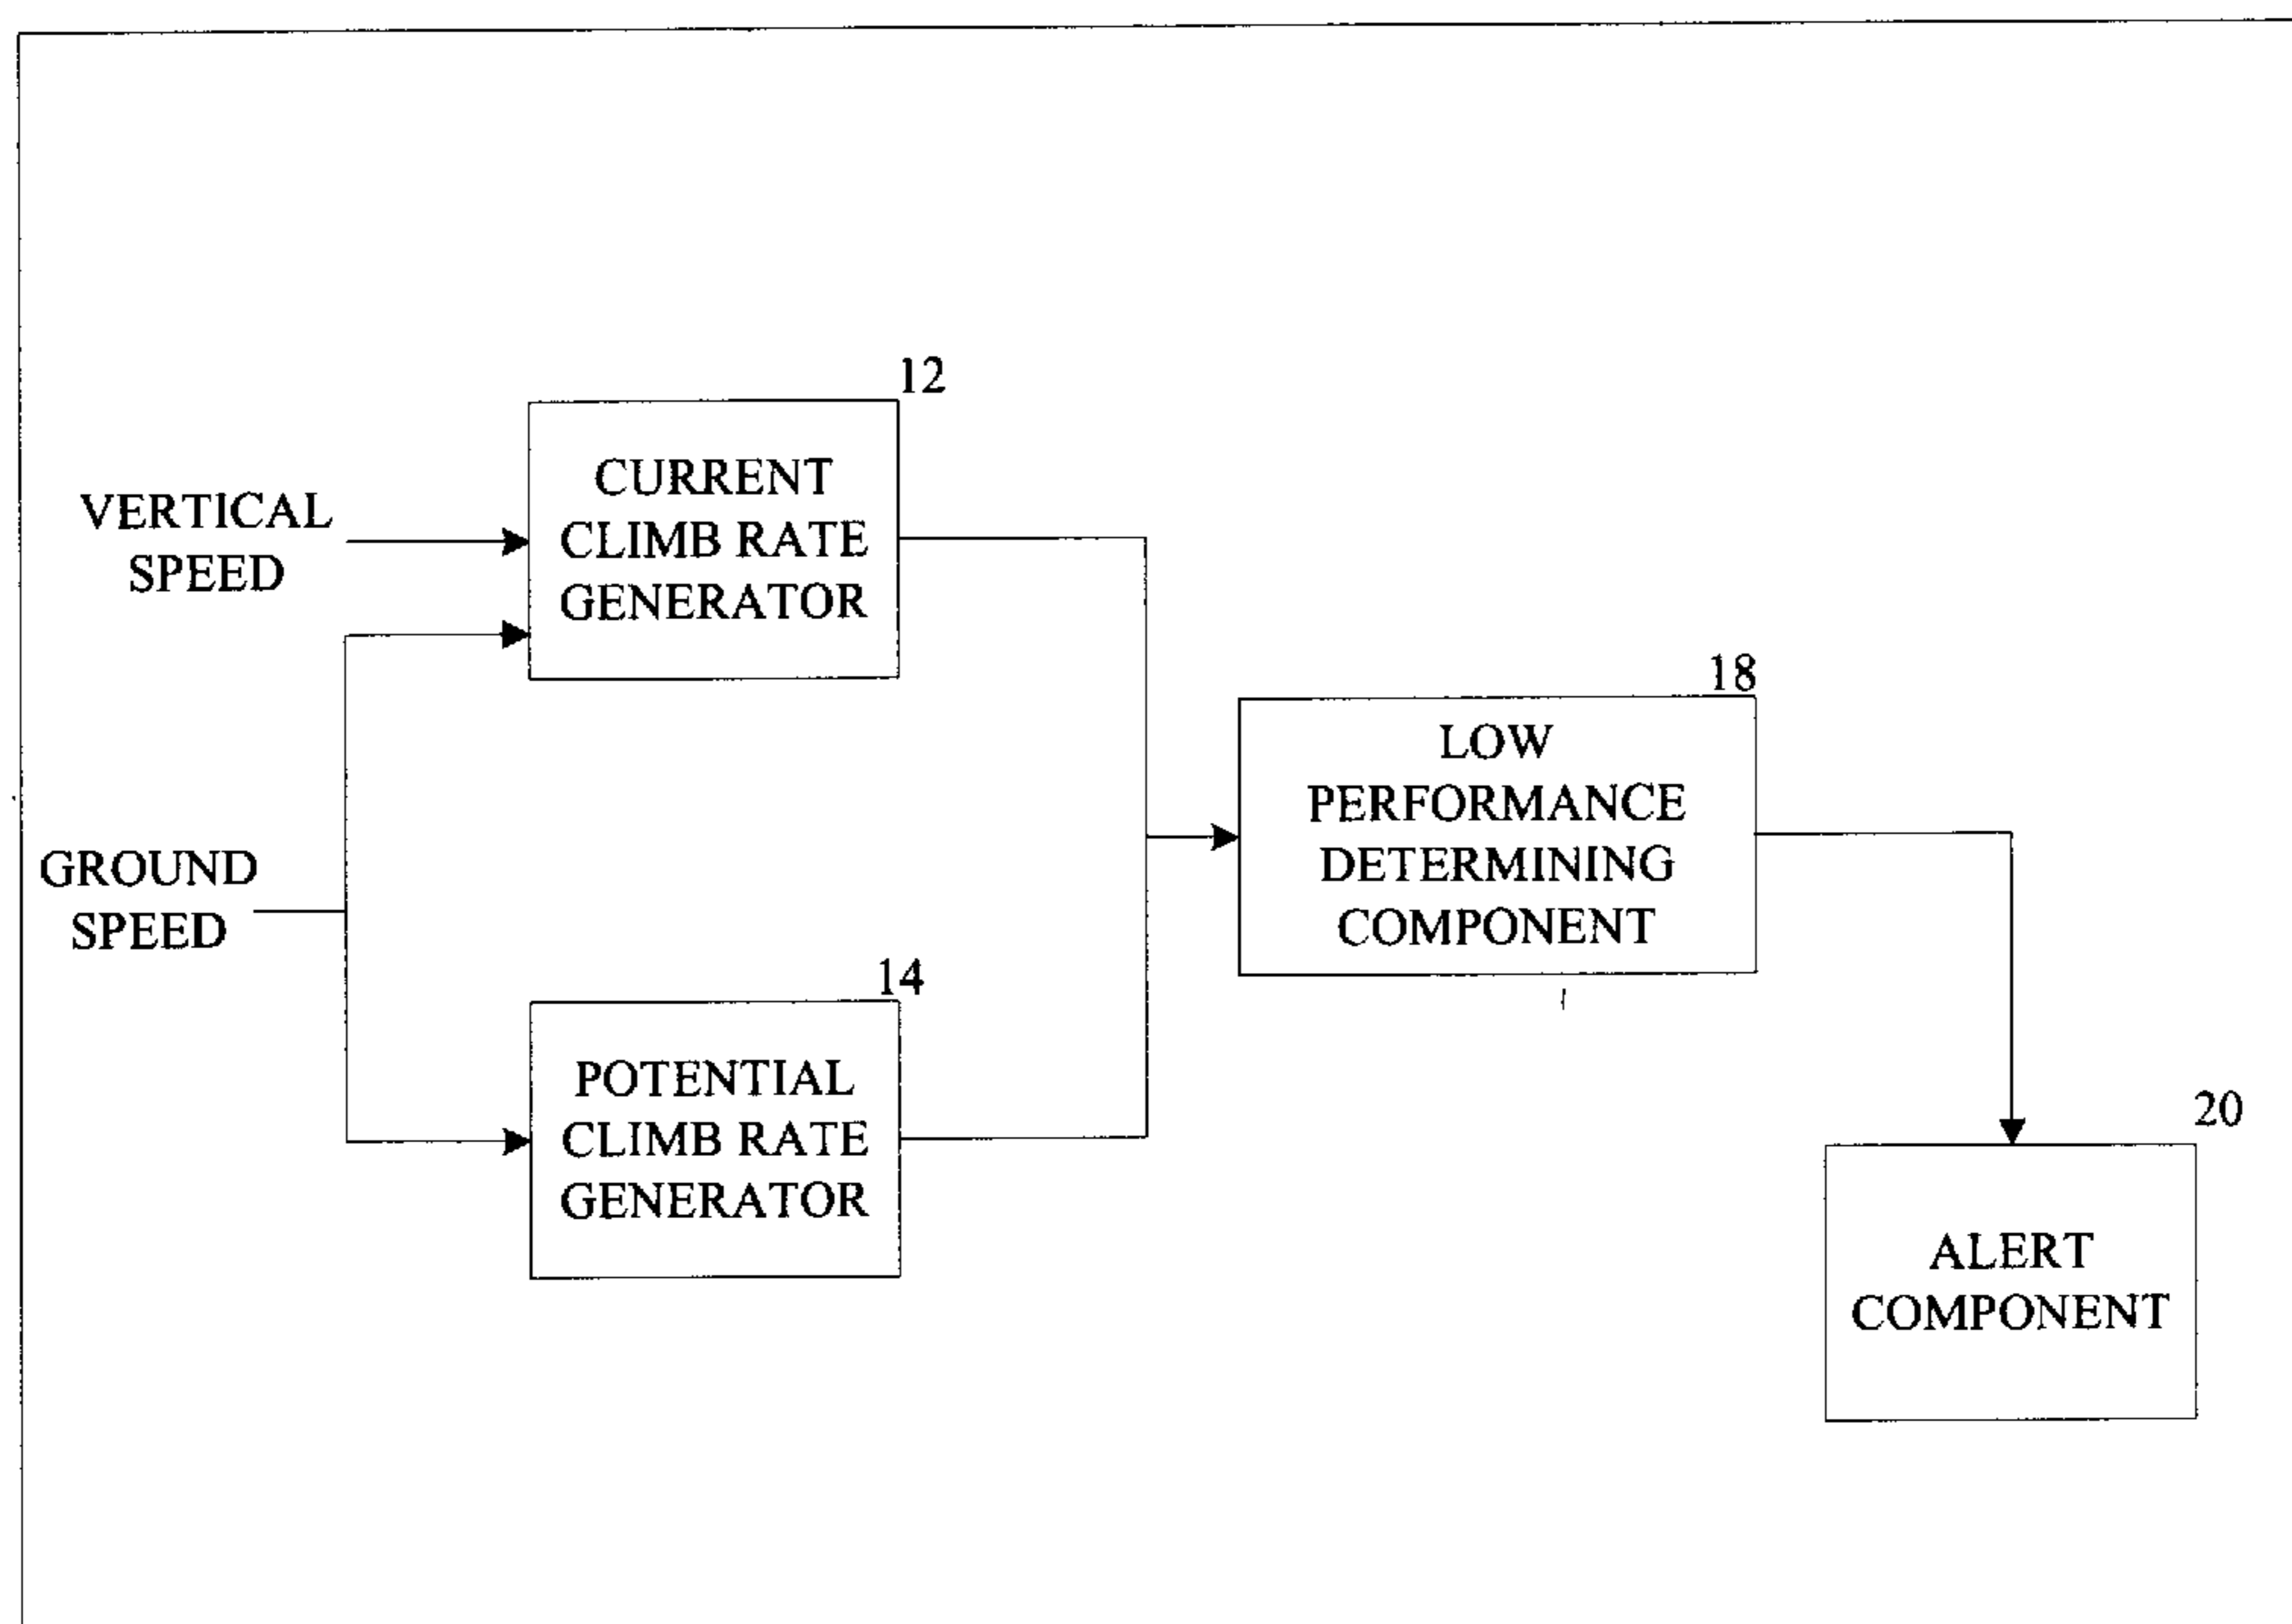 12
CURRENT
CLIMB RATE
GENERATOR
VERTICAL
SPEED
18
LOW
PERFORMANCE
DETERMINING
COMPONENT
GROUND
SPEED
14
POTENTIAL
CLIMB RATE
GENERATOR
20
ALERT
COMPONENT